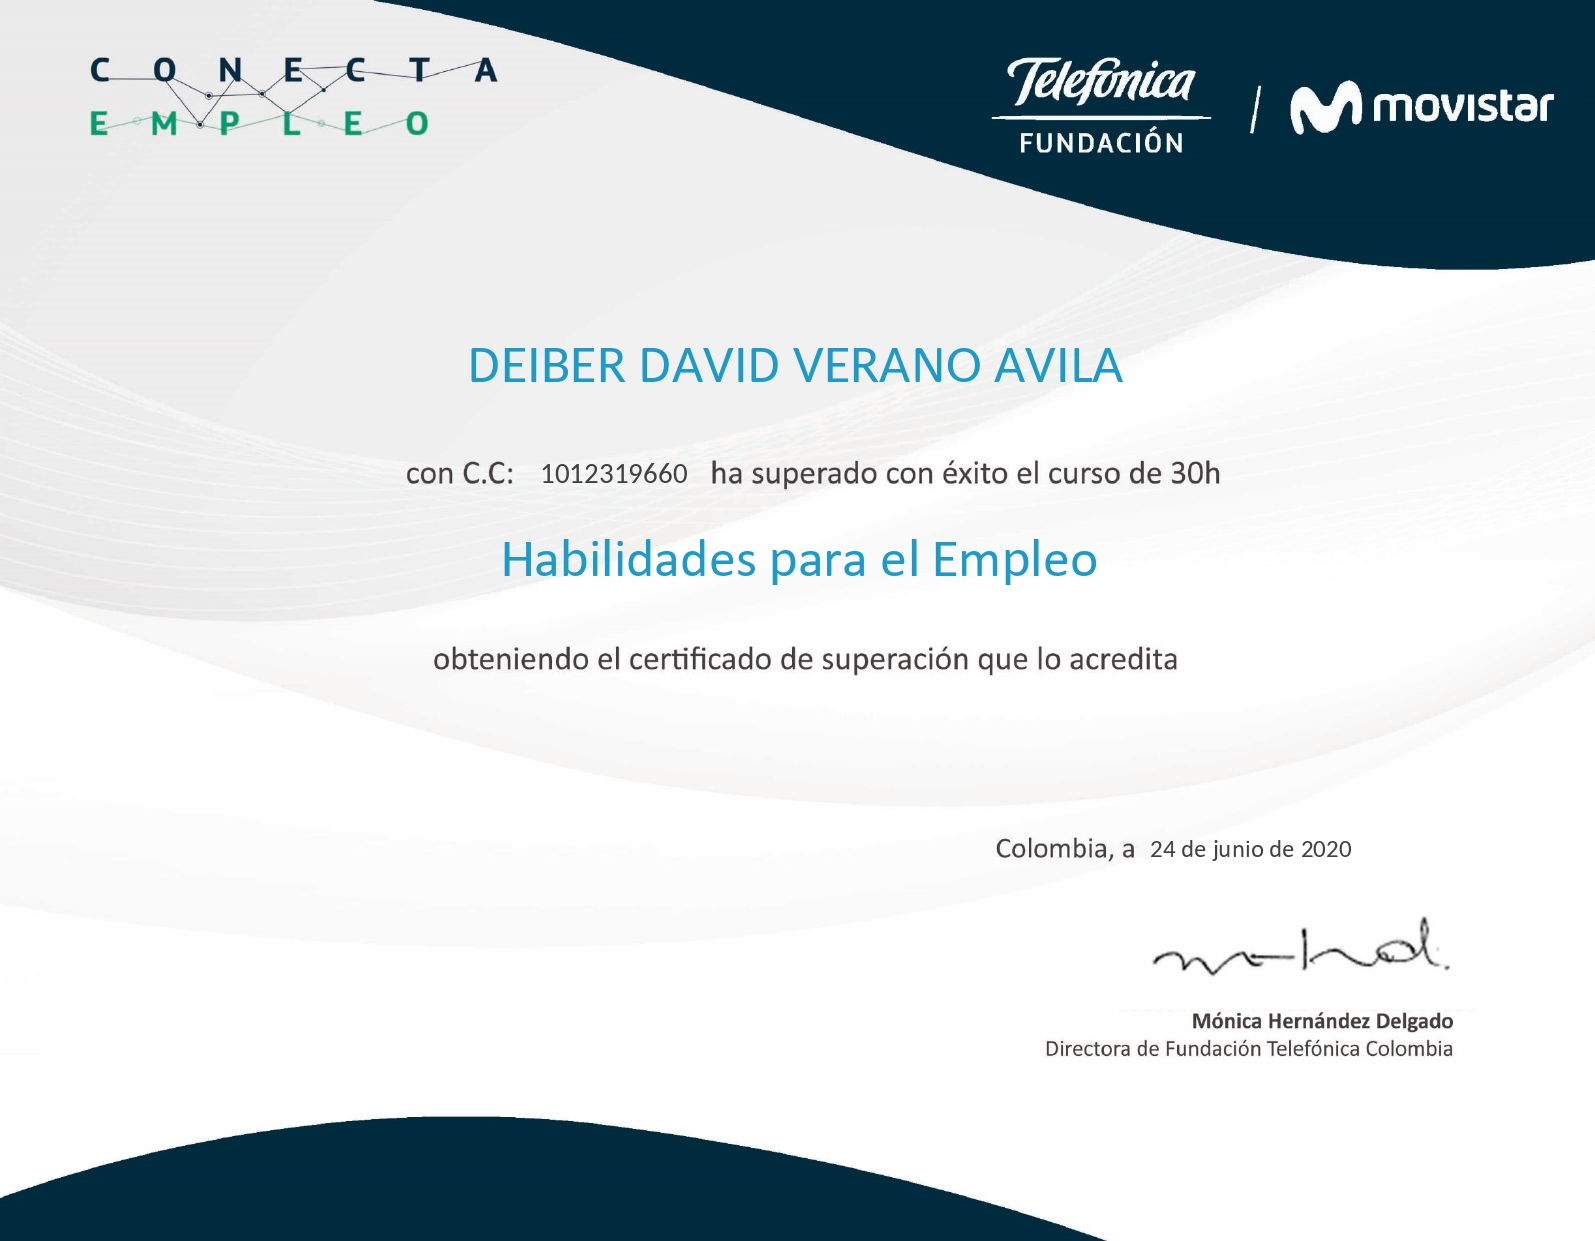 CONECTA
EMPLEO
Telefónica
FUNDACIÓN
movistar
DEIBER DAVID VERANO AVILA
con C.C: 1012319660 ha superado con éxito el curso de 30h
Habilidades para el Empleo
obteniendo el certificado de superación que lo acredita
Colombia, a 24 de junio de 2020
Mónica Hernández Delgado
Directora de Fundación Telefónica Colombia